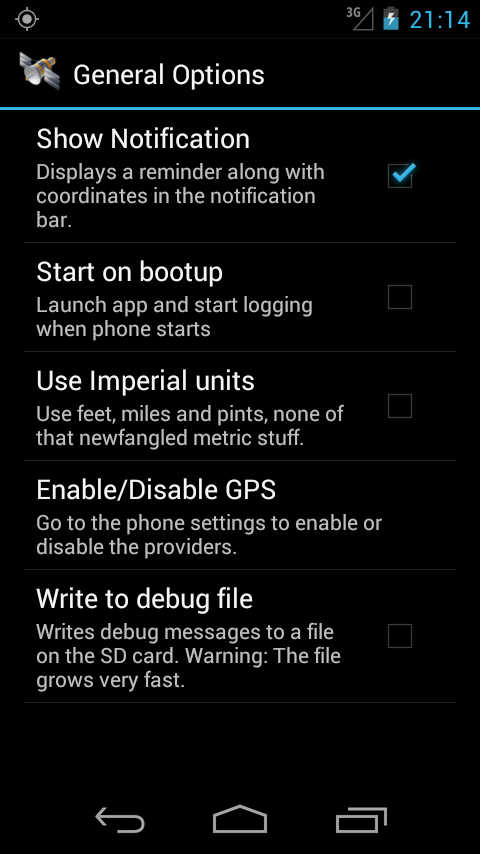 3G 21:14
General Options
Show Notification
Displays a reminder along with
coordinates in the notification
bar.
Start on bootup
Launch app and start logging
when phone starts
Use Imperial units
Use feet, miles and pints, none of
that newfangled metric stuff.
Enable/Disable GPS
Go to the phone settings to enable or
disable the providers.
Write to debug file
Writes debug messages to a file
on the SD card. Warning: The file
grows very fast.